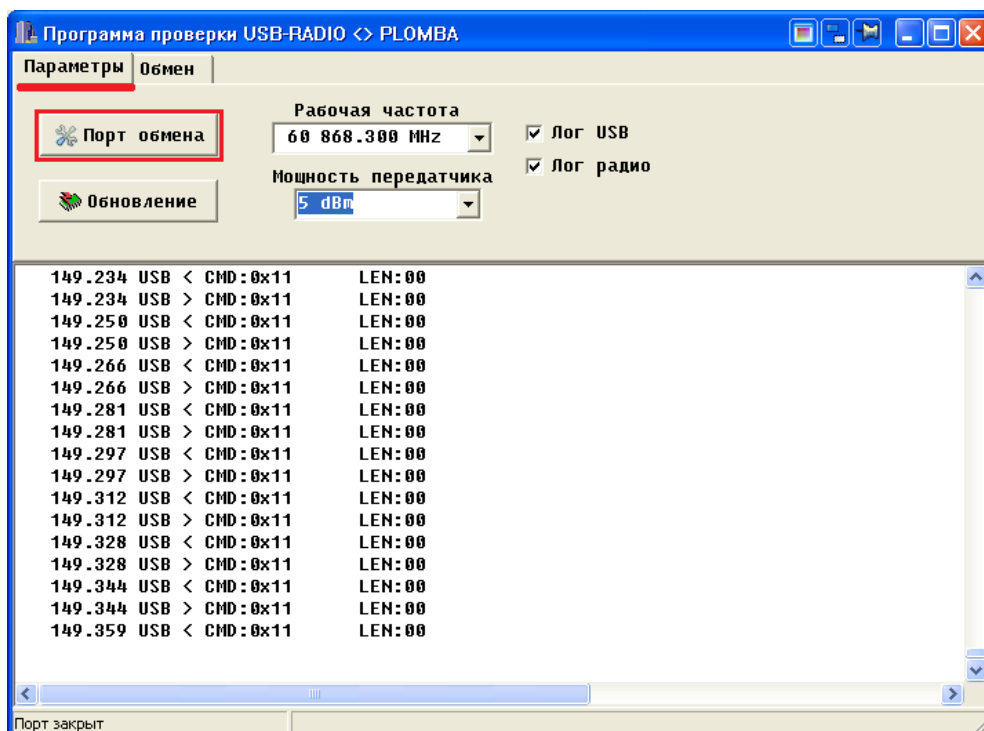 Программа проверки USB-RADIO <> PLOMBA
Параметры Обмен
Порт обмена
Обновление
Рабочая частота
60 868.300 MHz
Мощность передатчика
5 dBm
Лог USB
Лог радио
149.234 USB < CMD:0x11 LEN:00
149.234 USB > CMD:0x11 LEN:00
149.250 USB < CMD:0x11 LEN:00
149.250 USB > CMD:0x11 LEN:00
149.266 USB < CMD:0x11 LEN:00
149.266 USB > CMD:0x11 LEN:00
149.281 USB < CMD:0x11 LEN:00
149.281 USB > CMD:0x11 LEN:00
149.297 USB < CMD:0x11 LEN:00
149.297 USB > CMD:0x11 LEN:00
149.312 USB < CMD:0x11 LEN:00
149.312 USB > CMD:0x11 LEN:00
149.328 USB < CMD:0x11 LEN:00
149.328 USB > CMD:0x11 LEN:00
149.344 USB < CMD:0x11 LEN:00
149.344 USB > CMD:0x11 LEN:00
149.359 USB < CMD:0x11 LEN:00
Порт закрыт